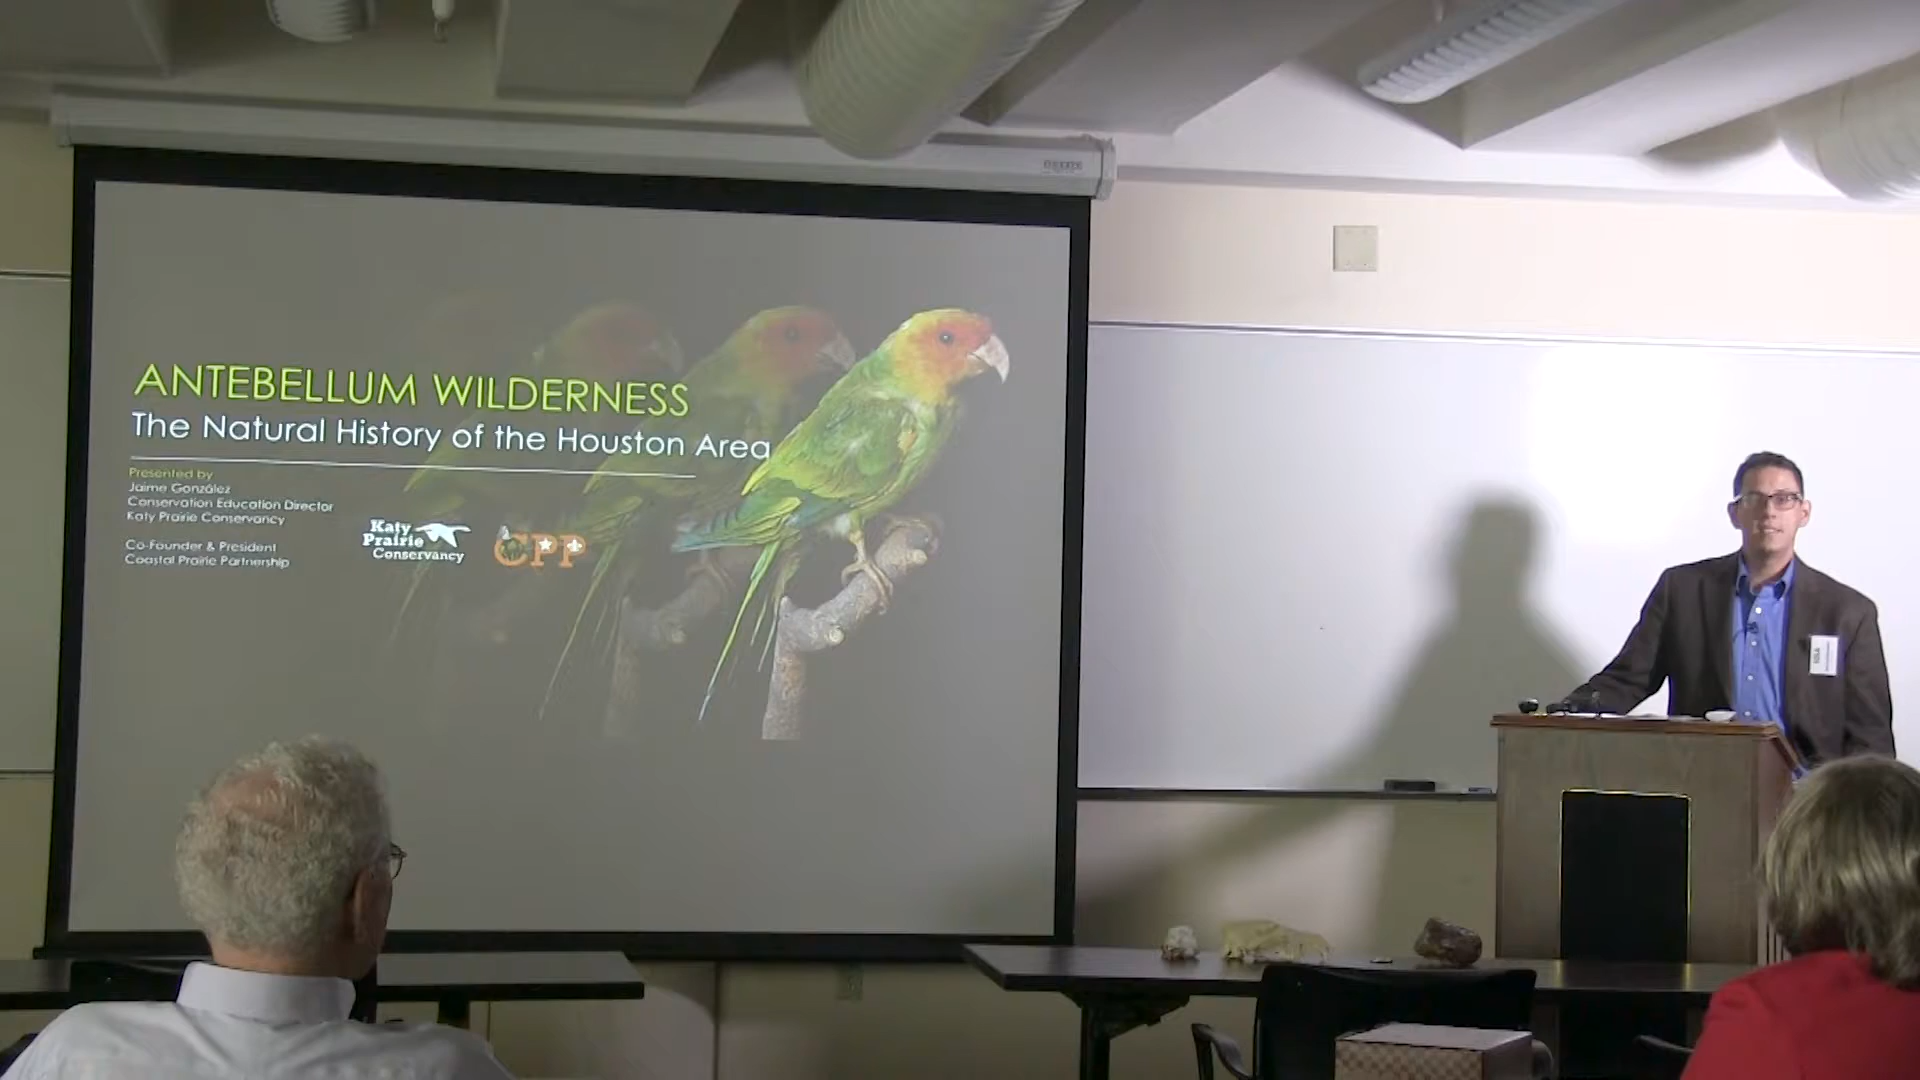 ANTEBELLUM WILDERNESS
The Natural History of the Houston Area
Presented by
Jaime González
Conservation Education Director
Katy Prairie Conservancy
Co-Founder & President
Coastal Prairie Partnership
Katy
Prairie
Conservancy
CPP